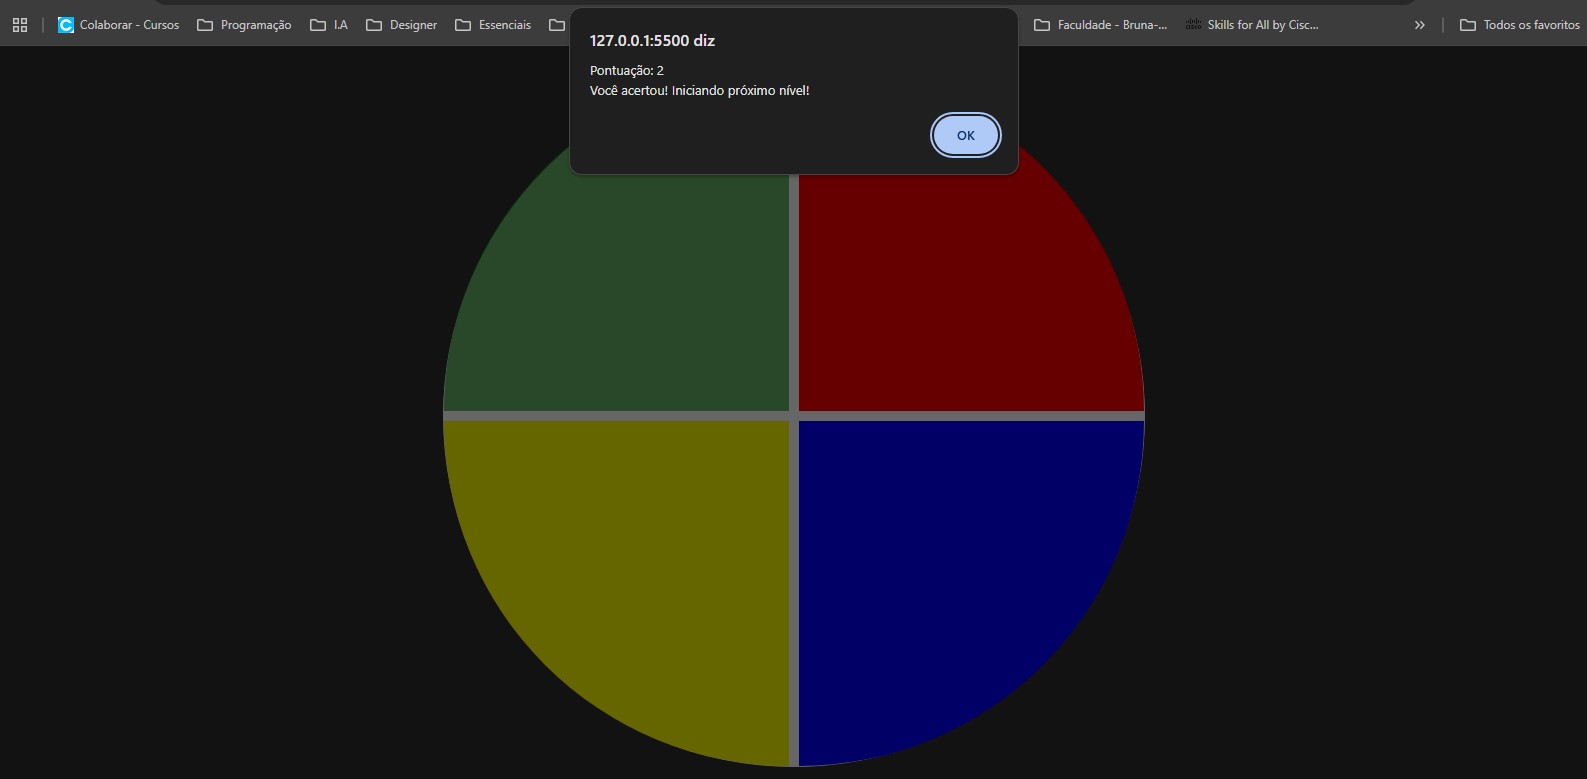 Colaborar - Cursos Programação I.A Designer Essenciais Faculdade - Bruna-... Skills for All by Cisc... » Todos os favoritos
127.0.0.1:5500 diz
Pontuação: 2
Você acertou! Iniciando próximo nível!
OK